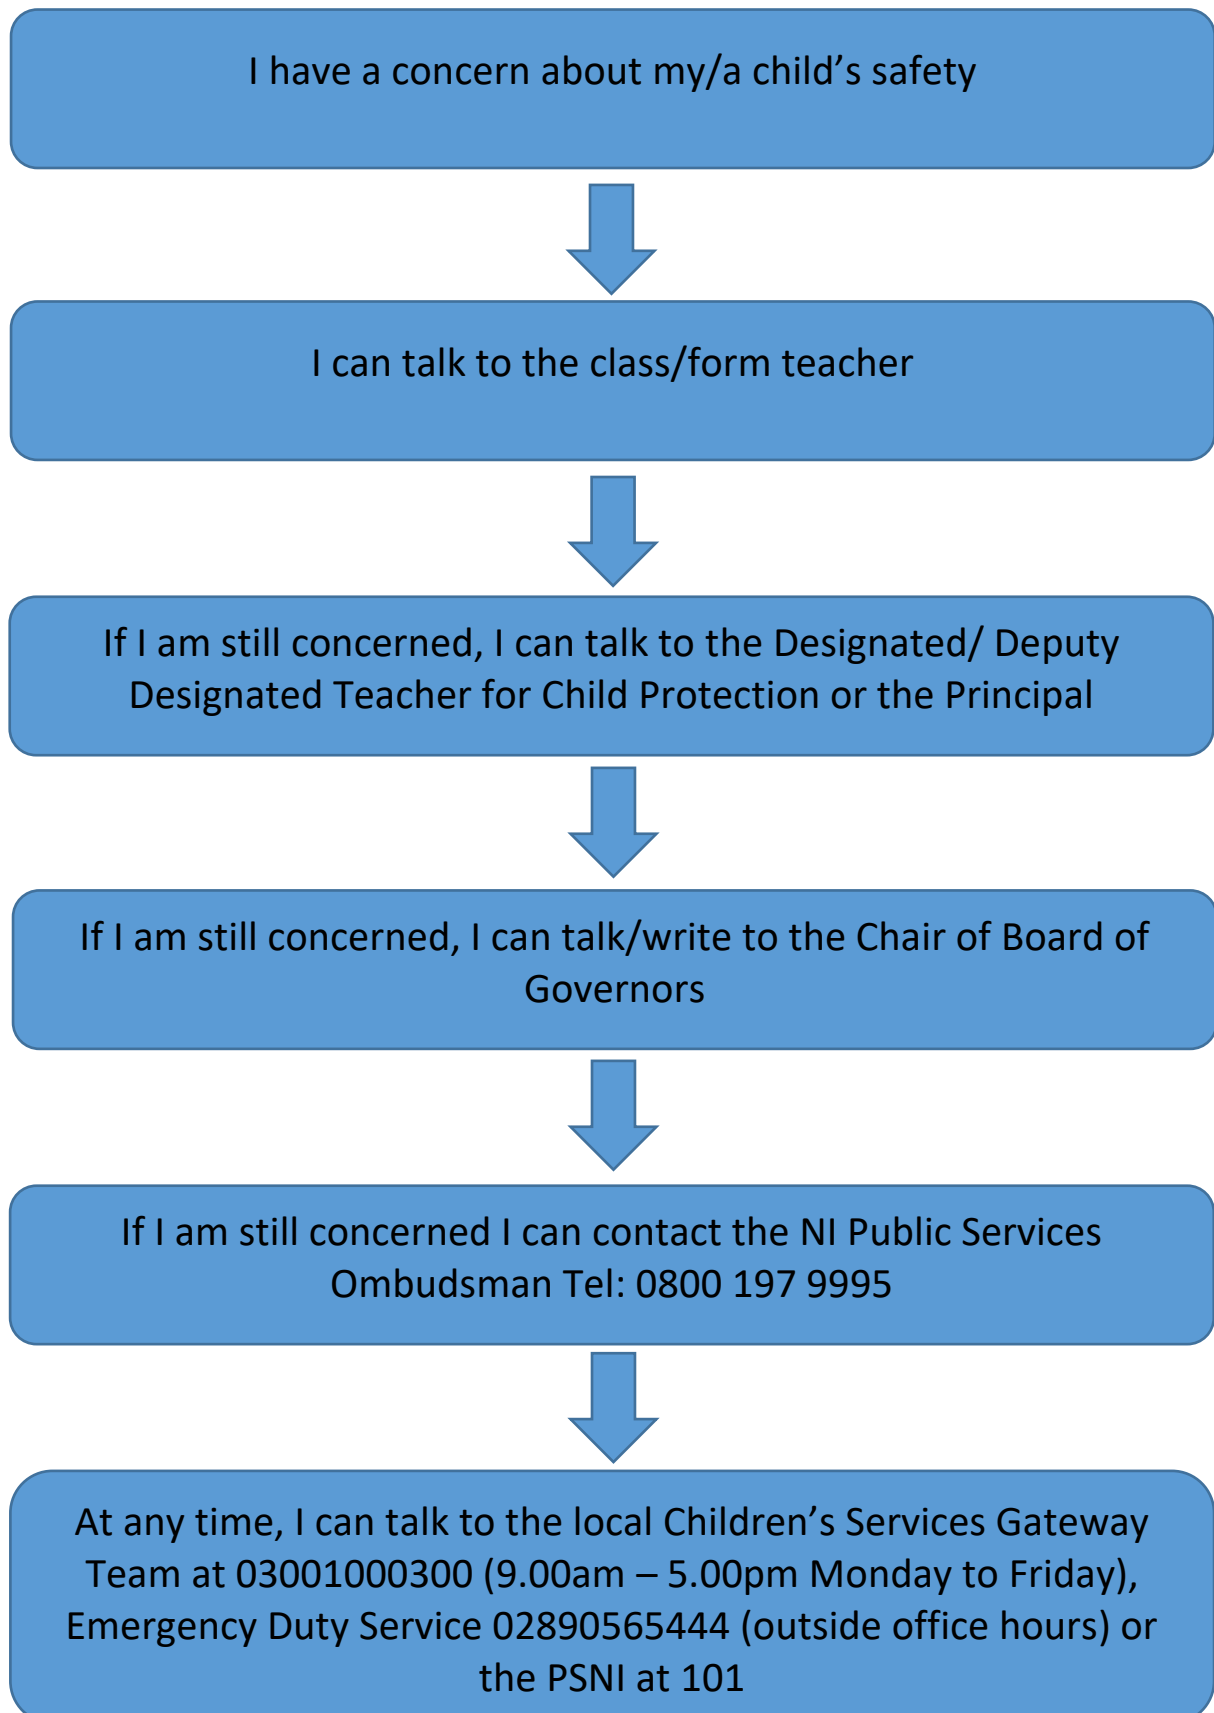 I have a concern about my/a child’s safety
I can talk to the class/form teacher
If I am still concerned, I can talk to the Designated/ Deputy
Designated Teacher for Child Protection or the Principal
If I am still concerned, I can talk/write to the Chair of Board of
Governors
If I am still concerned I can contact the NI Public Services
Ombudsman Tel: 0800 197 9995
At any time, I can talk to the local Children’s Services Gateway
Team at 03001000300 (9.00am – 5.00pm Monday to Friday),
Emergency Duty Service 02890565444 (outside office hours) or
the PSNI at 101